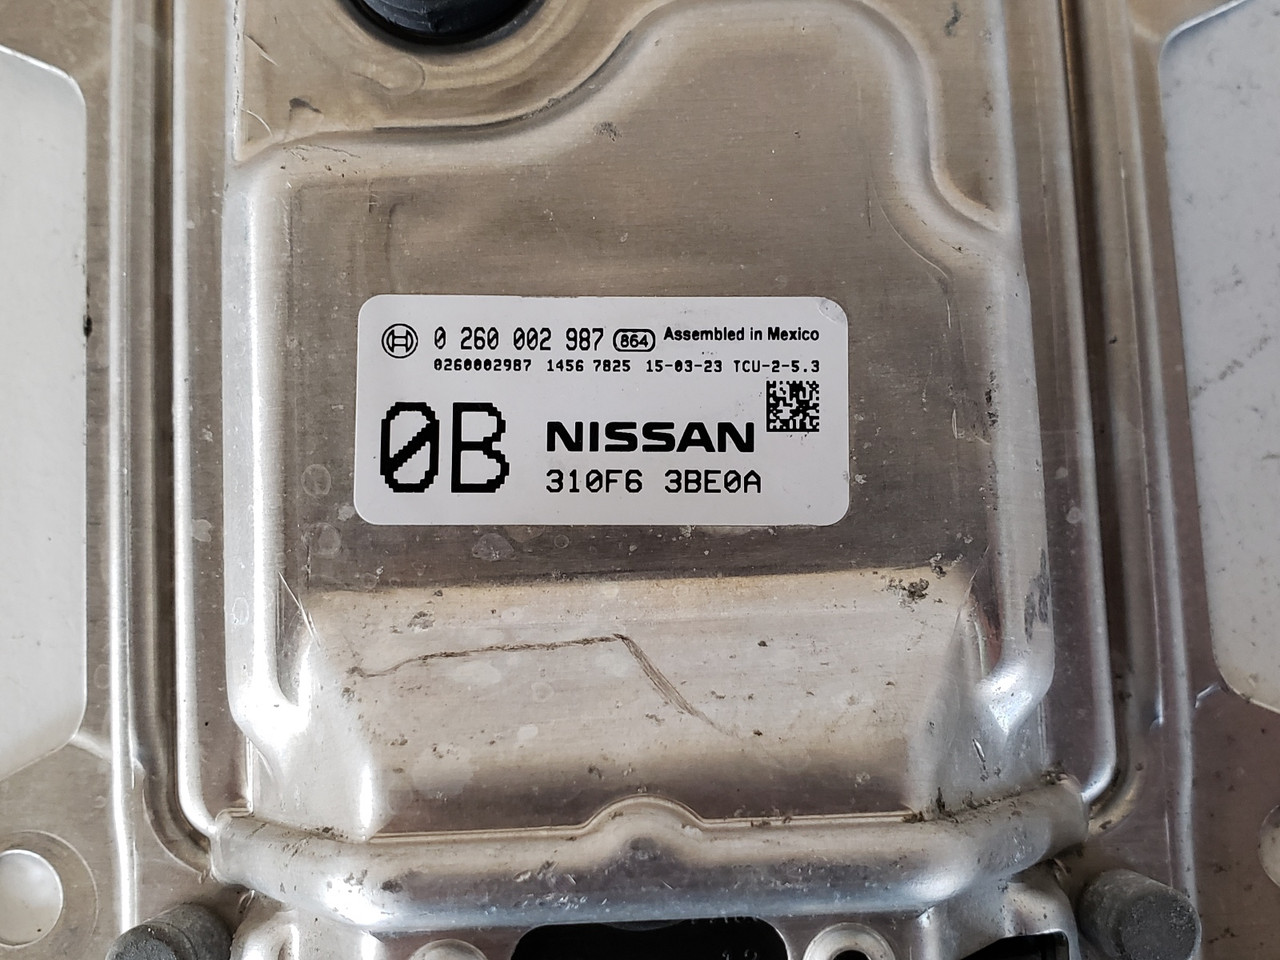 0 260 002 987 864 Assembled in Mexico
0260002987 1456 7825 15-03-23 TCU-2-5.3
0B NISSAN
310F6 3BE0A